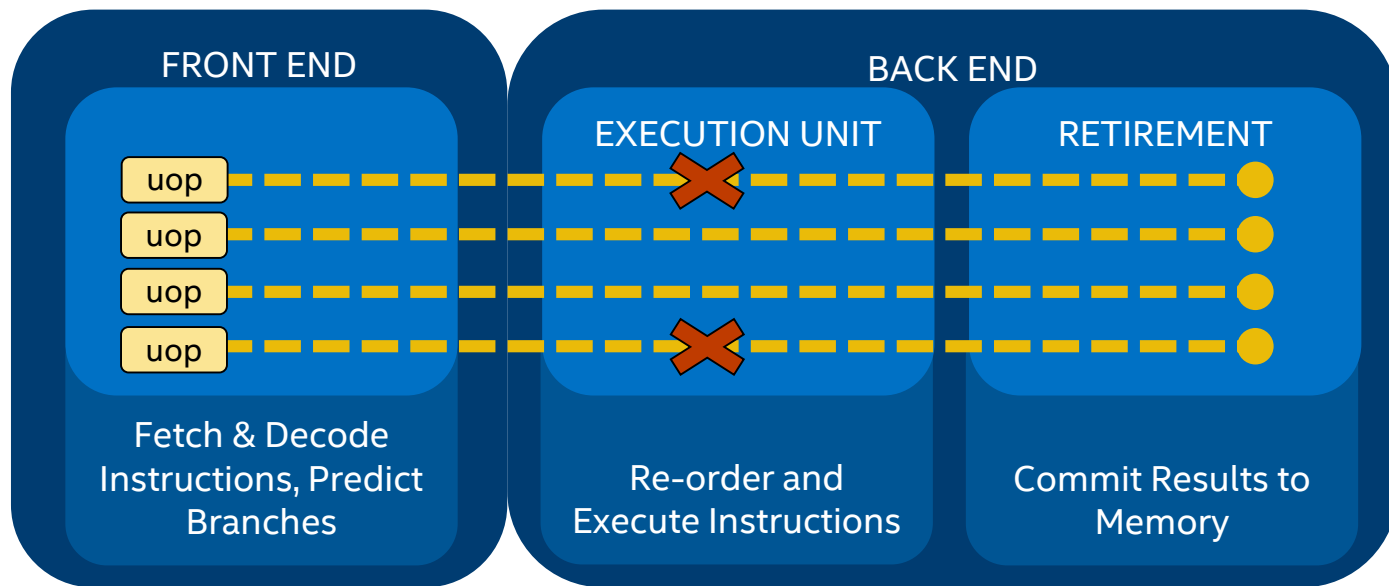 FRONT END
uop
uop
uop
uop
Fetch & Decode
Instructions, Predict
Branches
BACK END
EXECUTION UNIT
Re-order and
Execute Instructions
RETIREMENT
Commit Results to
Memory